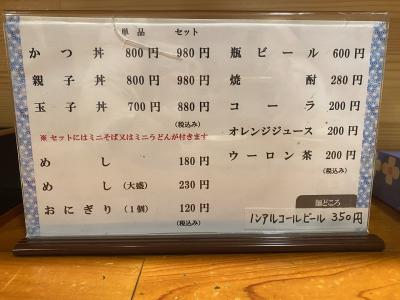 単品 セット
かつ丼 800円 980円
親子丼 800円 980円
玉子丼 700円 880円
(税込み)
※ セットにはミニそば又はミニうどんが付きます
めし 180円
めし (大盛) 230円
おにぎり (1個) 120円
(税込み)
瓶ビール 600円
焼酎 280円
コーラ 200円
オレンジジュース 200円
ウーロン茶 200円
(税込み)
麺どころ
ノンアルコールビール 350円